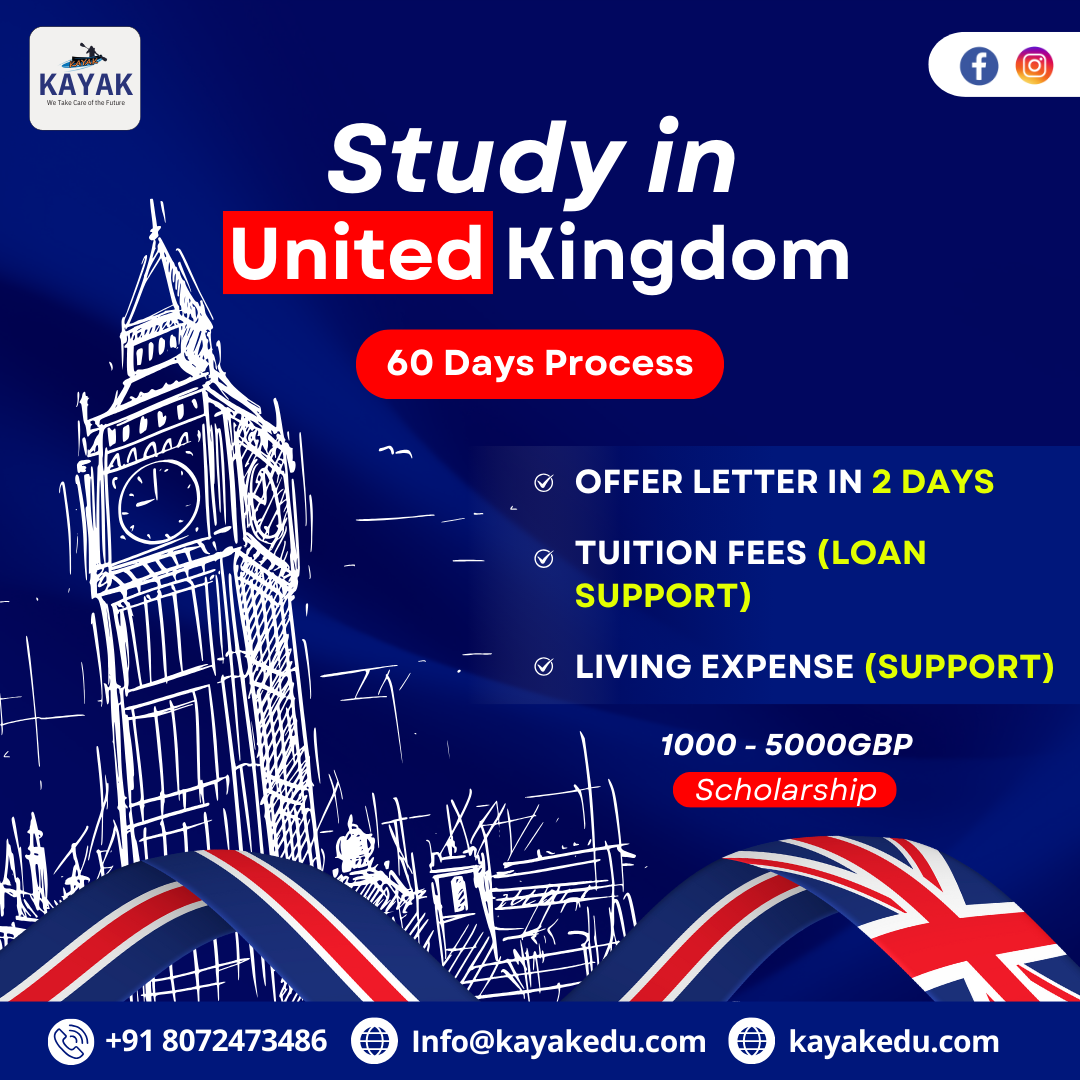 KAYAK
KAYAK
We Take Care of the Future
Study in
United Kingdom
60 Days Process
OFFER LETTER IN 2 DAYS
TUITION FEES (LOAN
SUPPORT)
LIVING EXPENSE (SUPPORT)
1000 - 5000GBP
Scholarship
+91 8072473486
Info@kayakedu.com
kayakedu.com